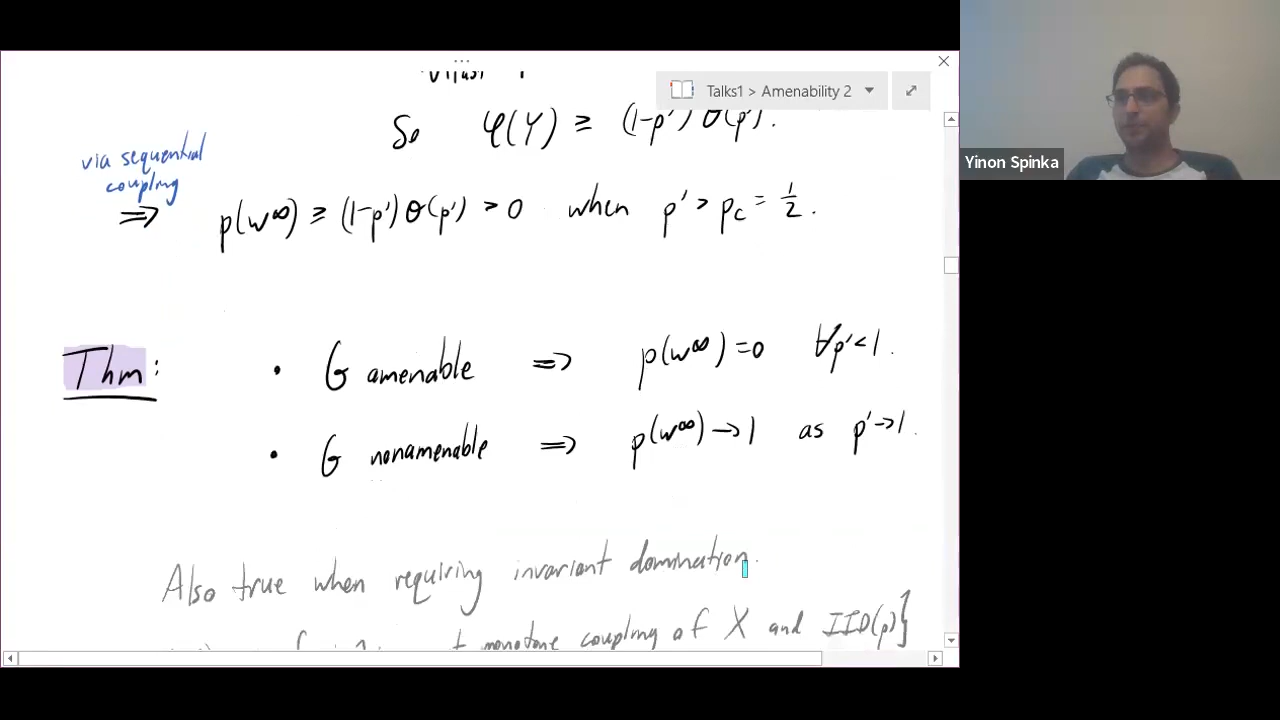 Talks1 > Amenability 2
So φ(Y) ≥ (1-p')θ(p').
via sequential
coupling
⇒ p(w^∞) ≥ (1-p')θ(p') > 0 when p' > p_c = 1/2.
Yinon Spinka
Thm:
• G amenable ⇒ p(w^∞) = 0 ∀p'<1.
• G nonamenable ⇒ p(w^∞) → 1 as p'→1.
Also true when requiring invariant domination.
monotone coupling of X and IID(p)}